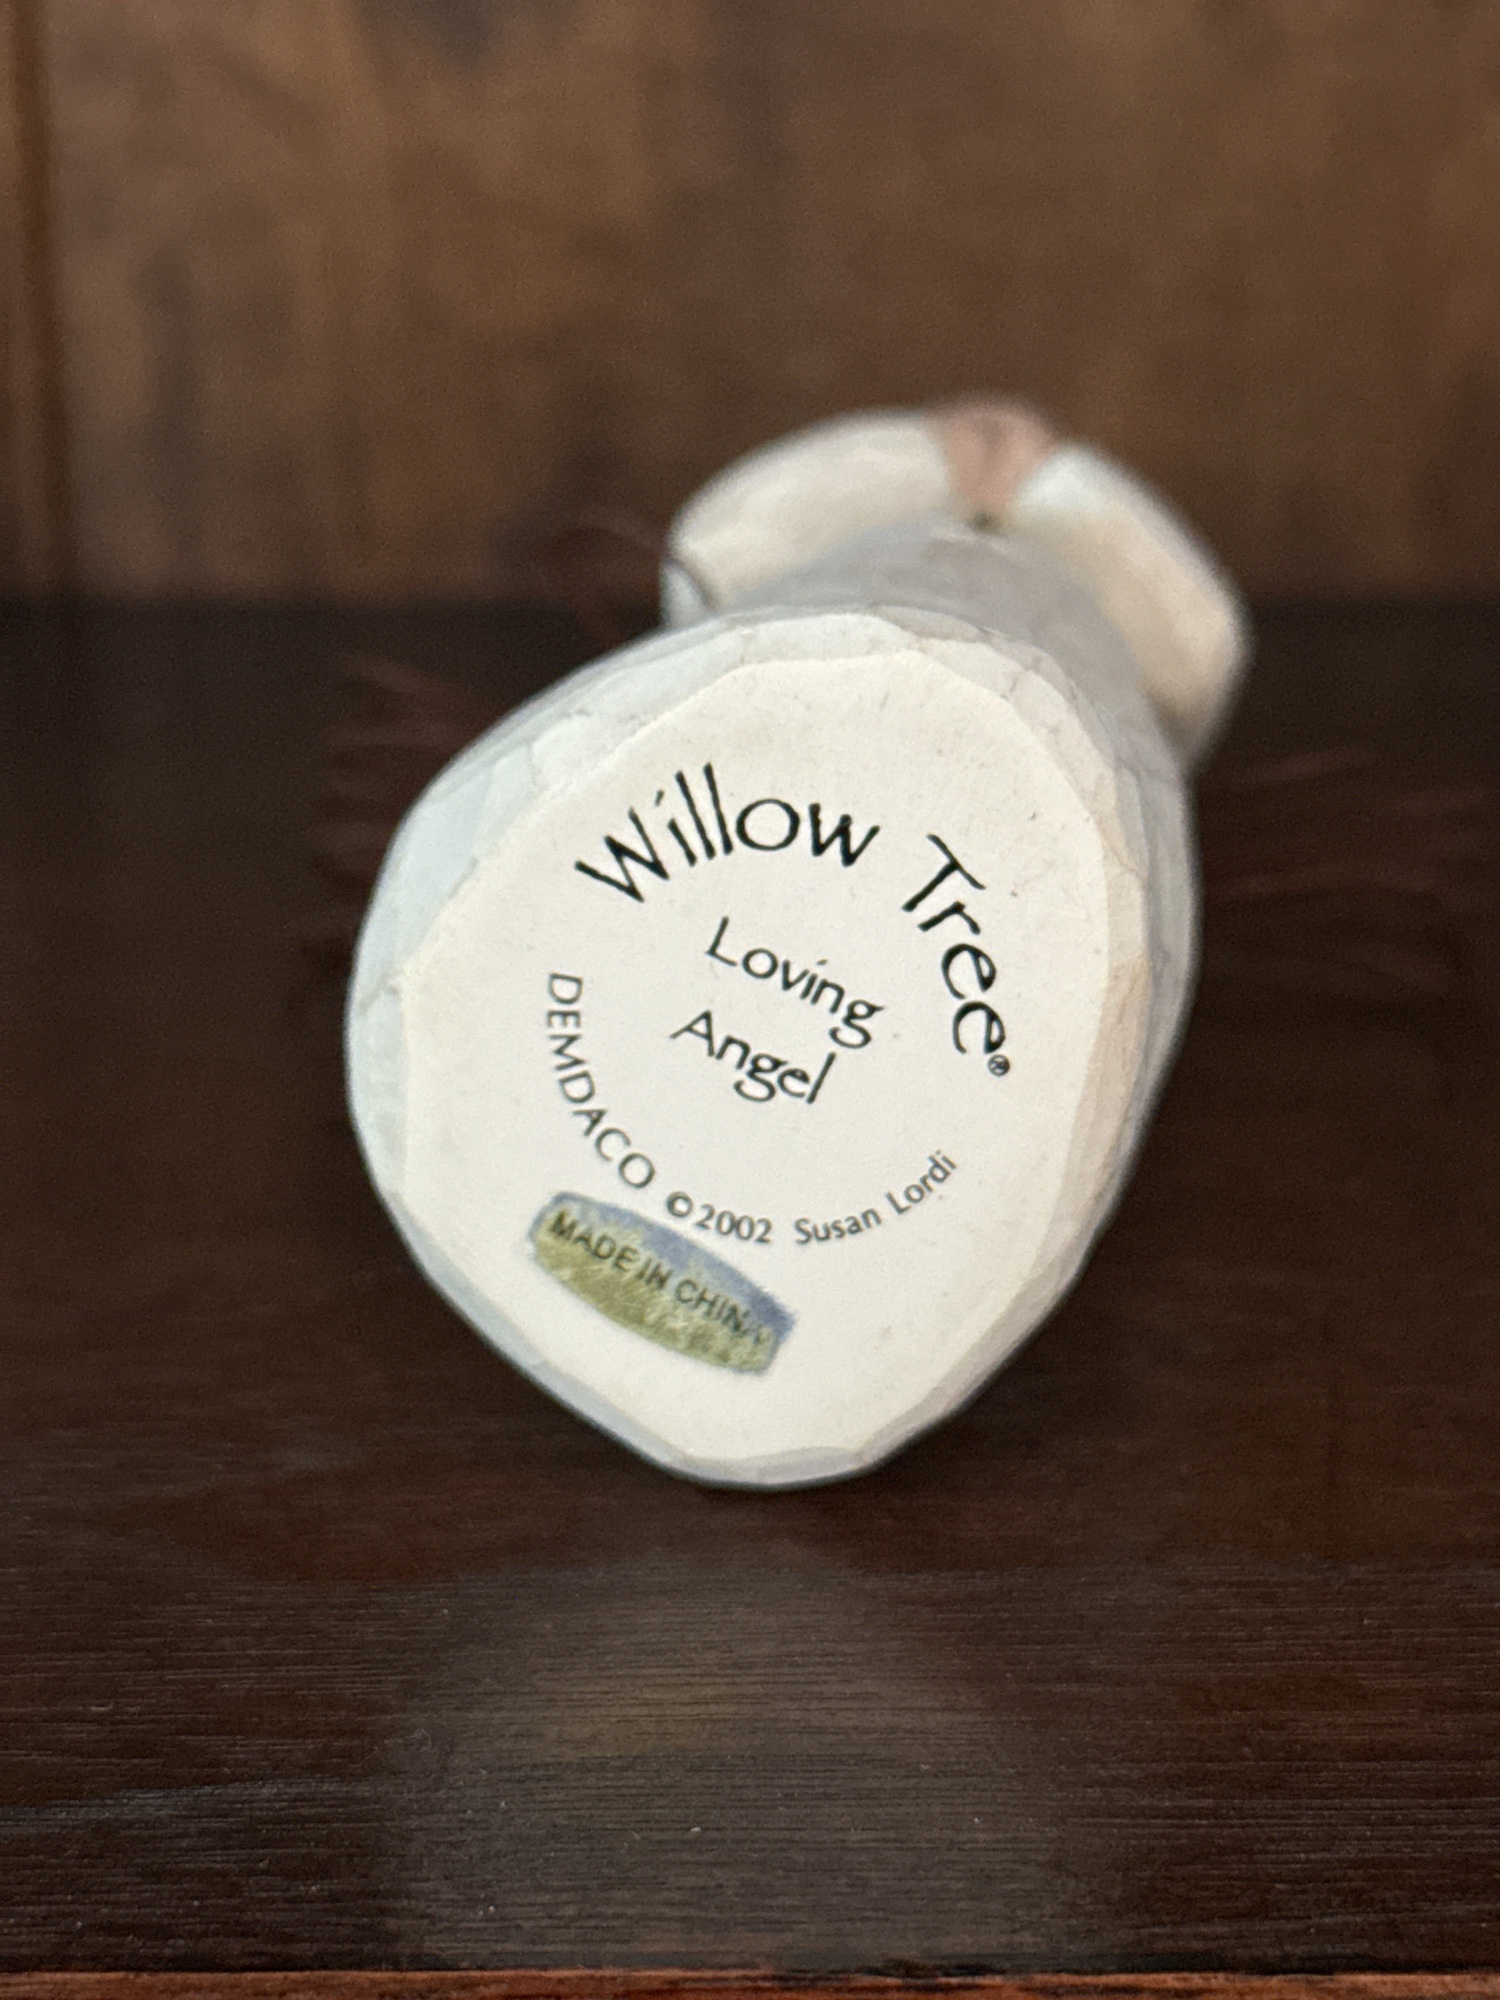 Willow Tree®
Loving
Angel
DEMDACO ©2002 Susan Lordi
MADE IN CHINA